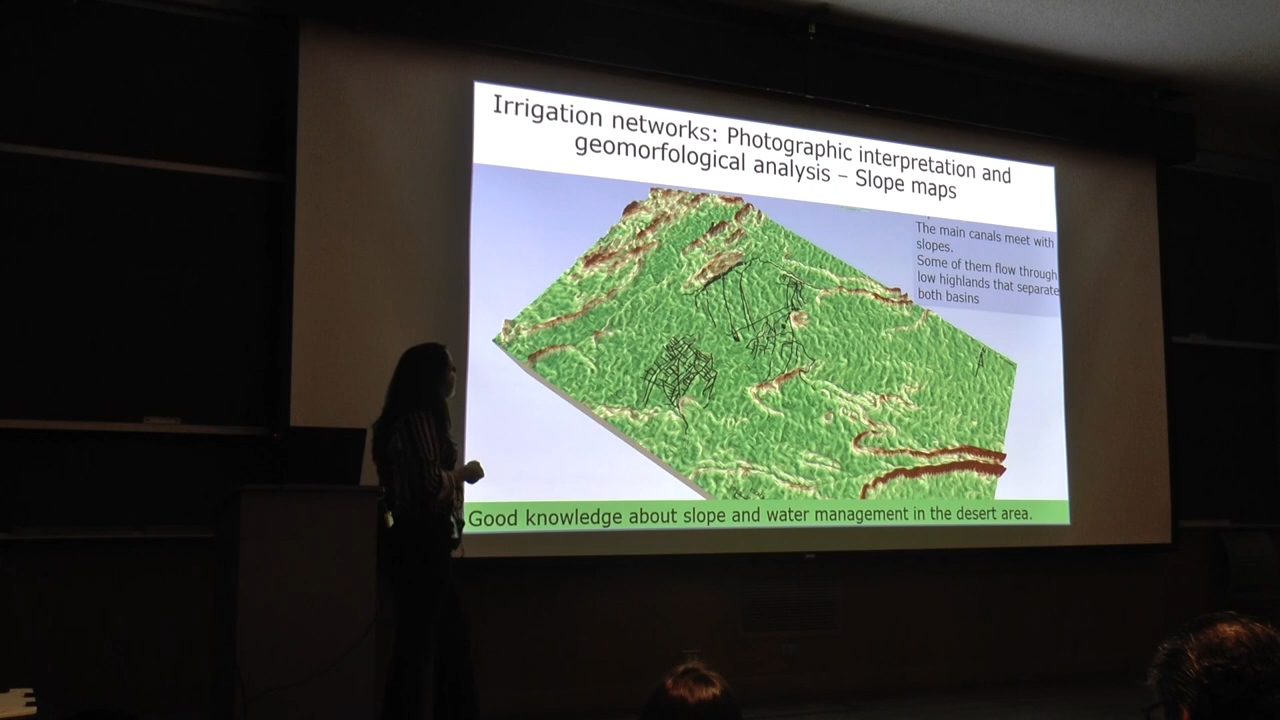 Irrigation networks: Photographic interpretation and
geomorfological analysis – Slope maps
The main canals meet with
slopes.
Some of them flow through
low highlands that separate
both basins
Good knowledge about slope and water management in the desert area.